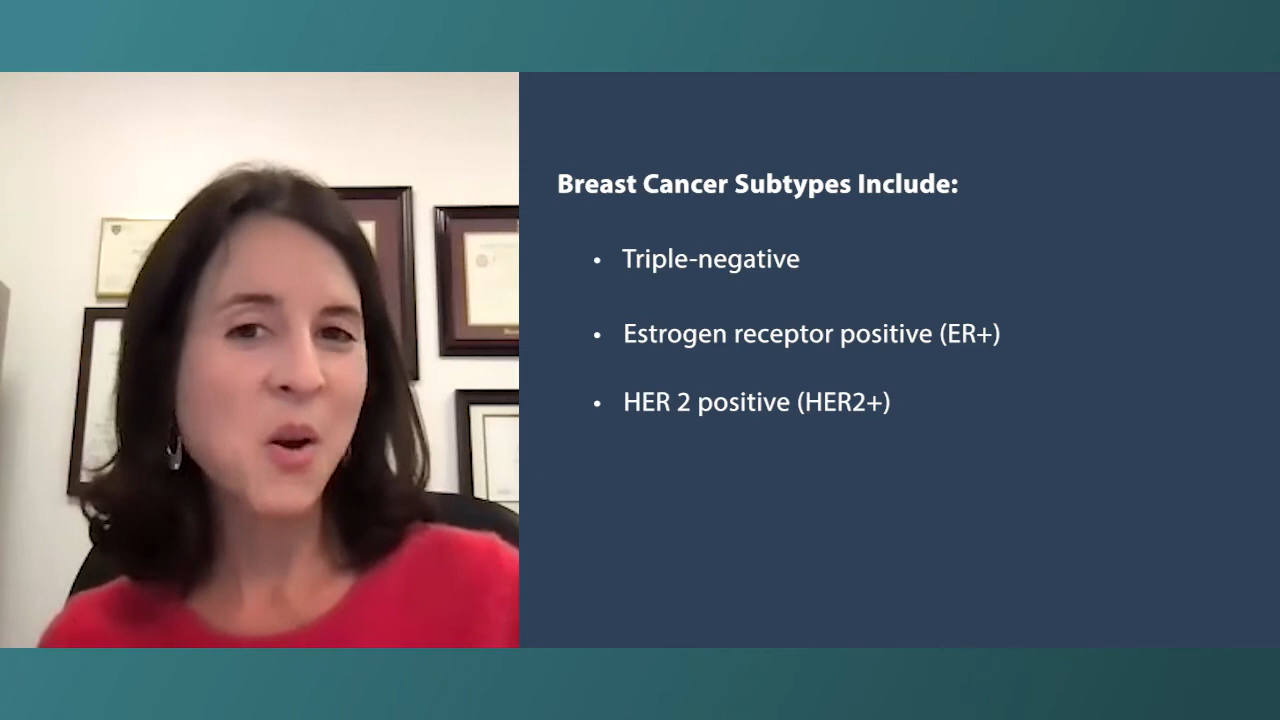 Breast Cancer Subtypes Include:
• Triple-negative
• Estrogen receptor positive (ER+)
• HER 2 positive (HER2+)